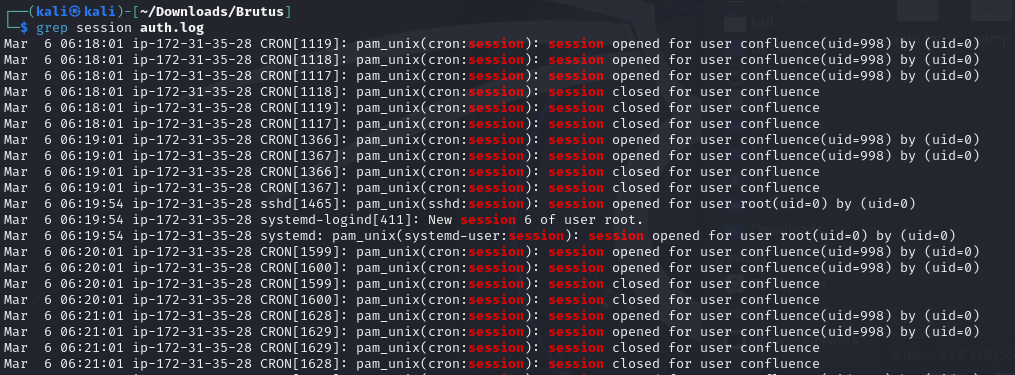 ┌──(kali㉿kali)-[~/Downloads/Brutus]
└─$ grep session auth.log
Mar  6 06:18:01 ip-172-31-35-28 CRON[1119]: pam_unix(cron:session): session opened for user confluence(uid=998) by (uid=0)
Mar  6 06:18:01 ip-172-31-35-28 CRON[1118]: pam_unix(cron:session): session opened for user confluence(uid=998) by (uid=0)
Mar  6 06:18:01 ip-172-31-35-28 CRON[1117]: pam_unix(cron:session): session opened for user confluence(uid=998) by (uid=0)
Mar  6 06:18:01 ip-172-31-35-28 CRON[1118]: pam_unix(cron:session): session closed for user confluence
Mar  6 06:18:01 ip-172-31-35-28 CRON[1119]: pam_unix(cron:session): session closed for user confluence
Mar  6 06:18:01 ip-172-31-35-28 CRON[1117]: pam_unix(cron:session): session closed for user confluence
Mar  6 06:19:01 ip-172-31-35-28 CRON[1366]: pam_unix(cron:session): session opened for user confluence(uid=998) by (uid=0)
Mar  6 06:19:01 ip-172-31-35-28 CRON[1367]: pam_unix(cron:session): session opened for user confluence(uid=998) by (uid=0)
Mar  6 06:19:01 ip-172-31-35-28 CRON[1366]: pam_unix(cron:session): session closed for user confluence
Mar  6 06:19:01 ip-172-31-35-28 CRON[1367]: pam_unix(cron:session): session closed for user confluence
Mar  6 06:19:54 ip-172-31-35-28 sshd[1465]: pam_unix(sshd:session): session opened for user root(uid=0) by (uid=0)
Mar  6 06:19:54 ip-172-31-35-28 systemd-logind[411]: New session 6 of user root.
Mar  6 06:19:54 ip-172-31-35-28 systemd: pam_unix(systemd-user:session): session opened for user root(uid=0) by (uid=0)
Mar  6 06:20:01 ip-172-31-35-28 CRON[1599]: pam_unix(cron:session): session opened for user confluence(uid=998) by (uid=0)
Mar  6 06:20:01 ip-172-31-35-28 CRON[1600]: pam_unix(cron:session): session opened for user confluence(uid=998) by (uid=0)
Mar  6 06:20:01 ip-172-31-35-28 CRON[1599]: pam_unix(cron:session): session closed for user confluence
Mar  6 06:20:01 ip-172-31-35-28 CRON[1600]: pam_unix(cron:session): session closed for user confluence
Mar  6 06:21:01 ip-172-31-35-28 CRON[1628]: pam_unix(cron:session): session opened for user confluence(uid=998) by (uid=0)
Mar  6 06:21:01 ip-172-31-35-28 CRON[1629]: pam_unix(cron:session): session opened for user confluence(uid=998) by (uid=0)
Mar  6 06:21:01 ip-172-31-35-28 CRON[1629]: pam_unix(cron:session): session closed for user confluence
Mar  6 06:21:01 ip-172-31-35-28 CRON[1628]: pam_unix(cron:session): session closed for user confluence